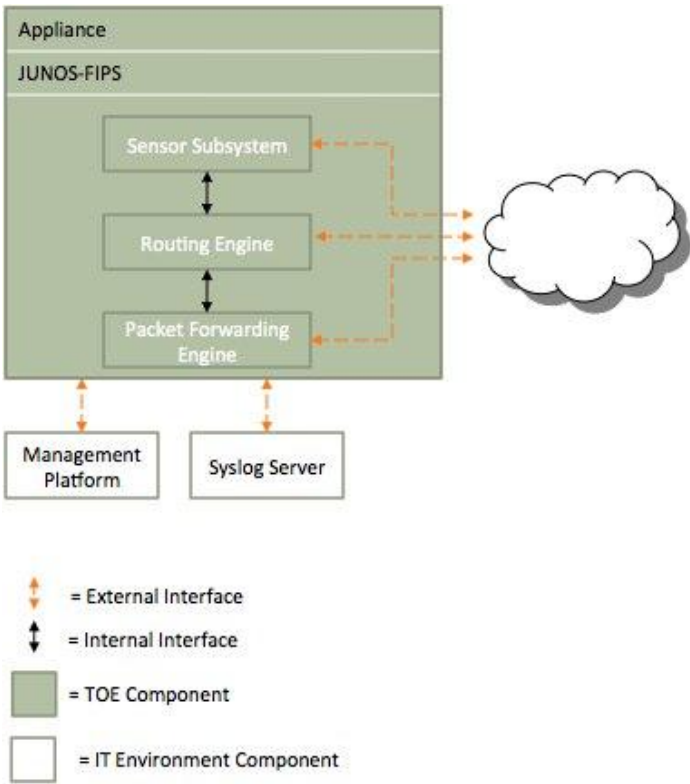 Appliance
JUNOS-FIPS
Sensor Subsystem
Routing Engine
Packet Forwarding
Engine
Management
Platform
Syslog Server
= External Interface
= Internal Interface
= TOE Component
= IT Environment Component